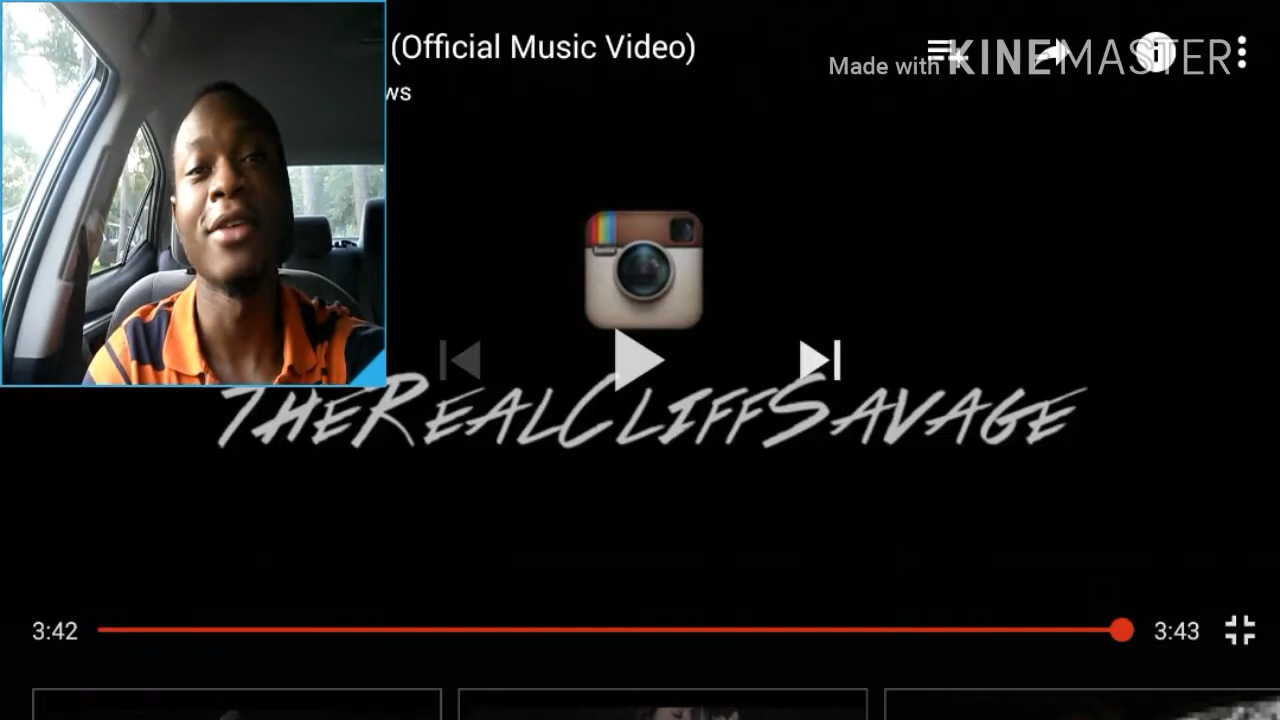 (Official Music Video)
Made with KINEMASTER
ws
THEREALCLIFFSAVAGE
3:42
3:43